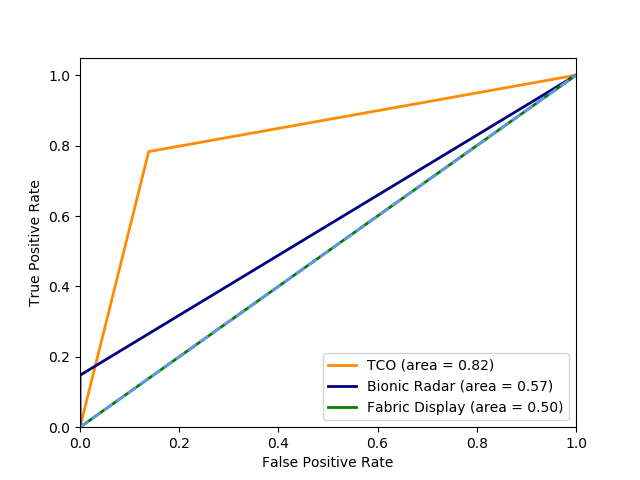 1.0
0.8
0.6
0.4
0.2
0.0
True Positive Rate
TCO (area = 0.82)
Bionic Radar (area = 0.57)
Fabric Display (area = 0.50)
0.0 0.2 0.4 0.6 0.8 1.0
False Positive Rate